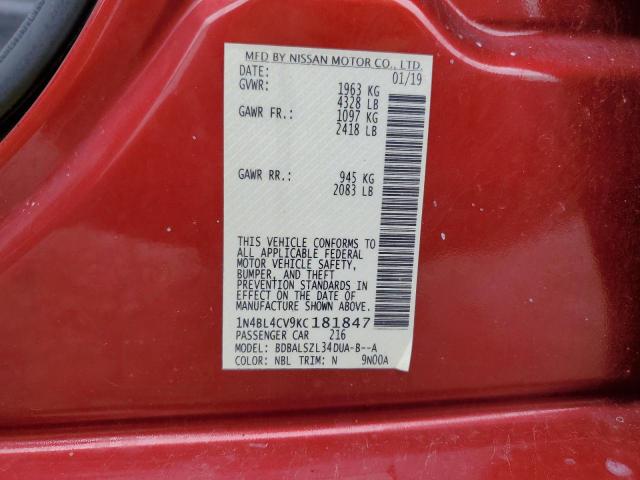 MFD BY NISSAN MOTOR CO., LTD.
DATE: 01/19
GVWR: 1963 KG
4328 LB
GAWR FR.: 1097 KG
2418 LB
GAWR RR.: 945 KG
2083 LB
THIS VEHICLE CONFORMS TO
ALL APPLICABLE FEDERAL
MOTOR VEHICLE SAFETY,
BUMPER, AND THEFT
PREVENTION STANDARDS IN
EFFECT ON THE DATE OF
MANUFACTURE SHOWN ABOVE.
1N4BL4CV9KC181847
PASSENGER CAR 216
MODEL: BDBALSZL34DUA-B--A
COLOR: NBL TRIM: N 9N00A